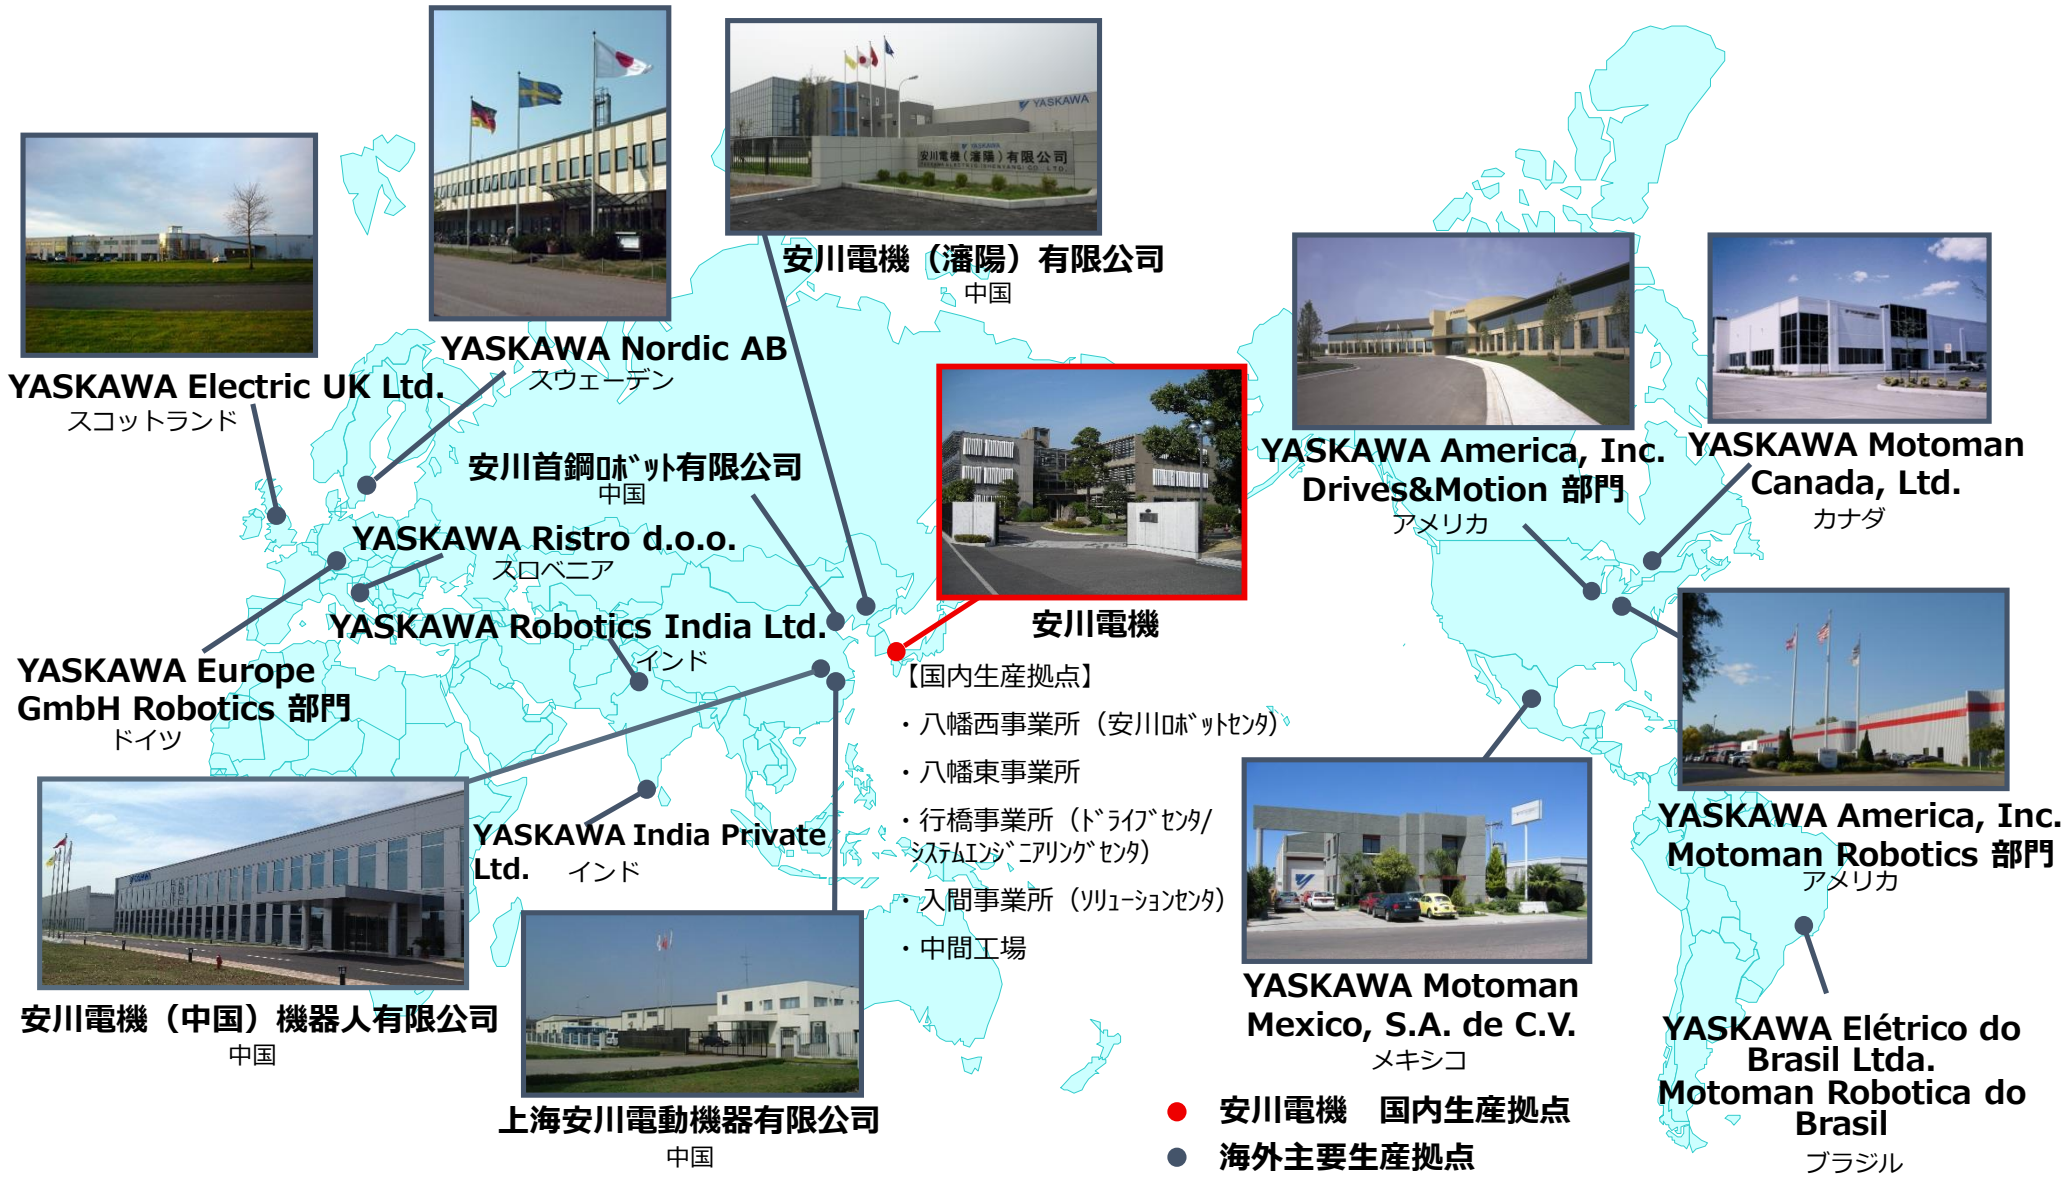 YASKAWA
YASKAWA
安川電機(瀋陽)有限公司
安川電機（瀋陽）有限公司
中国
YASKAWA Nordic AB
スウェーデン
YASKAWA Electric UK Ltd.
スコットランド
安川首鋼ﾛﾎﾞｯﾄ有限公司
中国
YASKAWA Ristro d.o.o.
スロベニア
YASKAWA Robotics India Ltd.
インド
YASKAWA Europe
GmbH Robotics 部門
ドイツ
YASKAWA India Private
Ltd.
インド
安川電機（中国）機器人有限公司
中国
上海安川電動機器有限公司
中国
安川電機
【国内生産拠点】
・八幡西事業所（安川ﾛﾎﾞｯﾄｾﾝﾀ）
・八幡東事業所
・行橋事業所（ﾄﾞﾗｲﾌﾞｾﾝﾀ/
ｼｽﾃﾑｴﾝｼﾞﾆｱﾘﾝｸﾞｾﾝﾀ）
・入間事業所（ｿﾘｭｰｼｮﾝｾﾝﾀ）
・中間工場
YASKAWA America, Inc.
Drives&Motion 部門
アメリカ
YASKAWA Motoman
Canada, Ltd.
カナダ
YASKAWA America, Inc.
Motoman Robotics 部門
アメリカ
YASKAWA Motoman
Mexico, S.A. de C.V.
メキシコ
YASKAWA Elétrico do
Brasil Ltda.
Motoman Robotica do
Brasil
ブラジル
安川電機　国内生産拠点
海外主要生産拠点